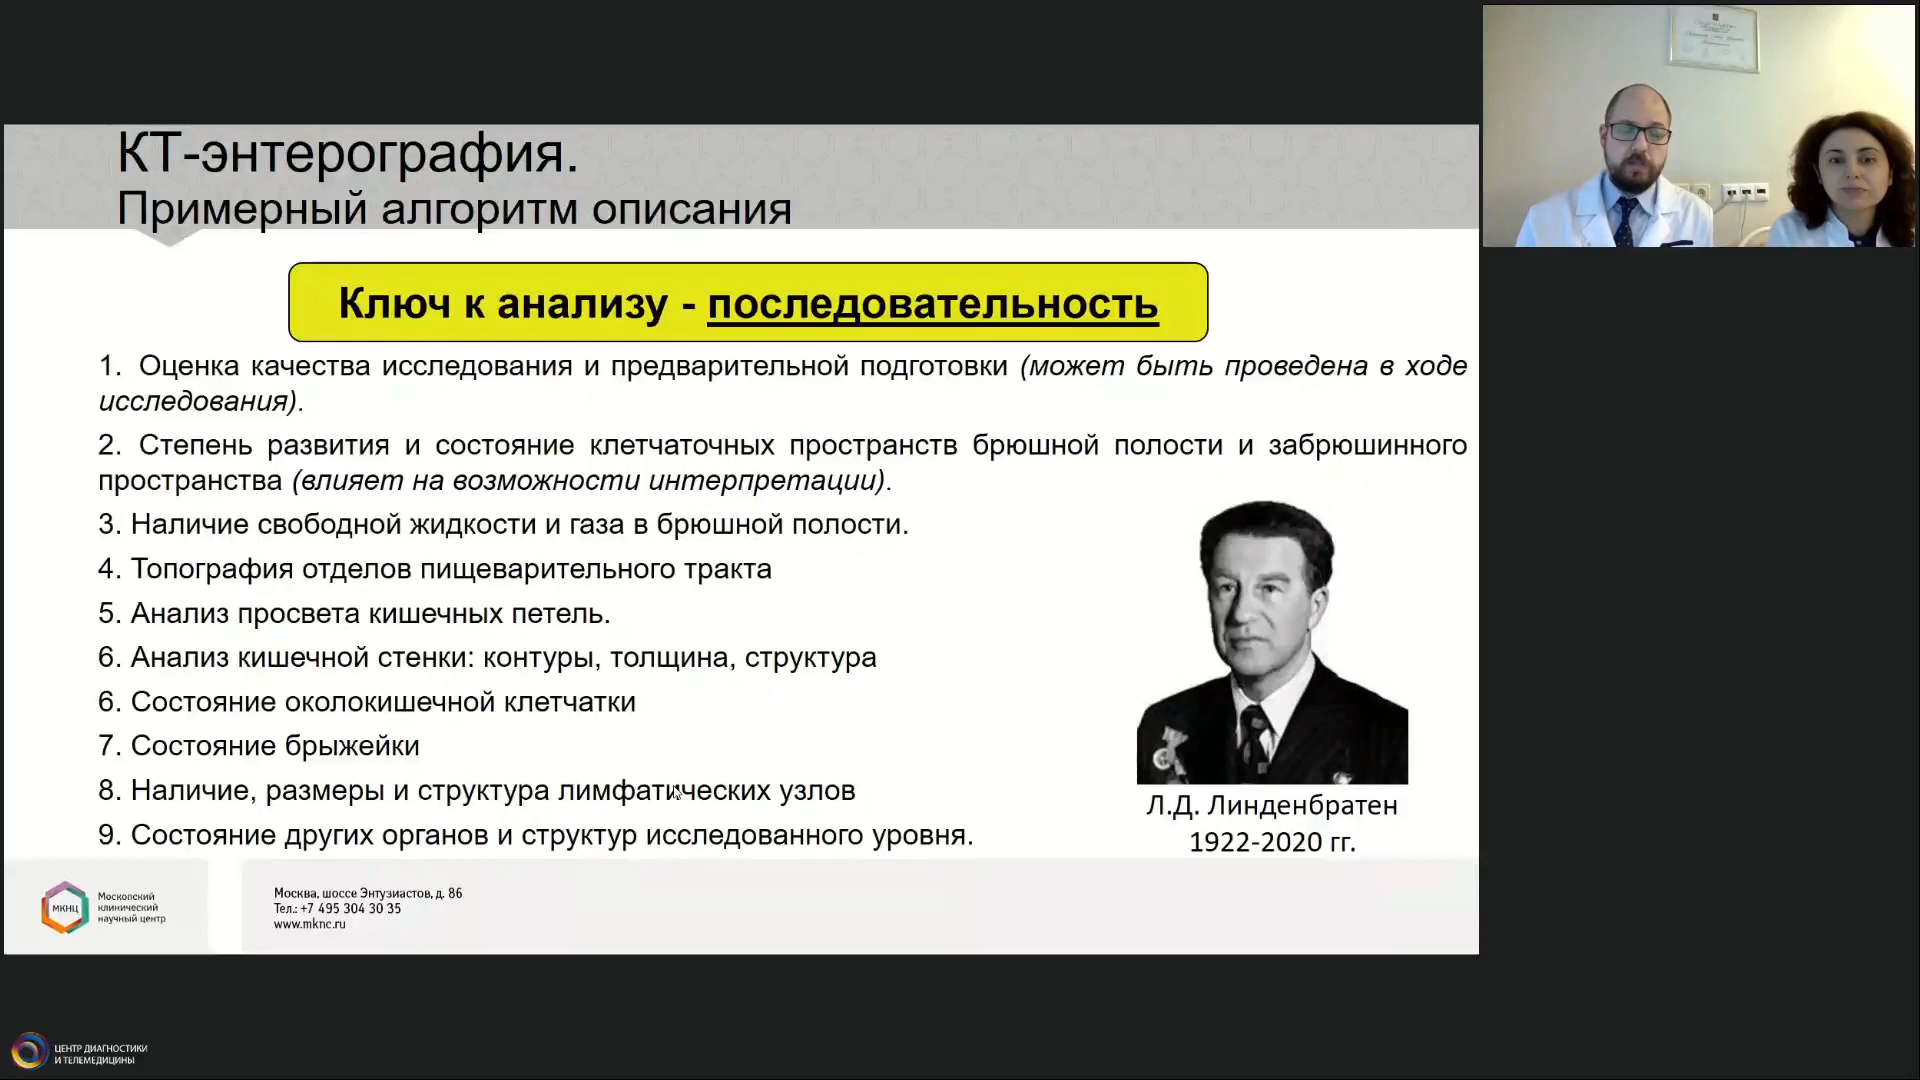 КТ-энтерография.
Примерный алгоритм описания
Ключ к анализу - последовательность
1. Оценка качества исследования и предварительной подготовки (может быть проведена в ходе
исследования).
2. Степень развития и состояние клетчаточных пространств брюшной полости и забрюшинного
пространства (влияет на возможности интерпретации).
3. Наличие свободной жидкости и газа в брюшной полости.
4. Топография отделов пищеварительного тракта
5. Анализ просвета кишечных петель.
6. Анализ кишечной стенки: контуры, толщина, структура
6. Состояние околокишечной клетчатки
7. Состояние брыжейки
8. Наличие, размеры и структура лимфатических узлов
9. Состояние других органов и структур исследованного уровня.
Л.Д. Линденбратен
1922-2020 гг.
МКНЦ
Московский
клинический
научный центр
Москва, шоссе Энтузиастов, д. 86
Тел.: +7 495 304 30 35
www.mknc.ru
ЦЕНТР ДИАГНОСТИКИ
И ТЕЛЕМЕДИЦИНЫ